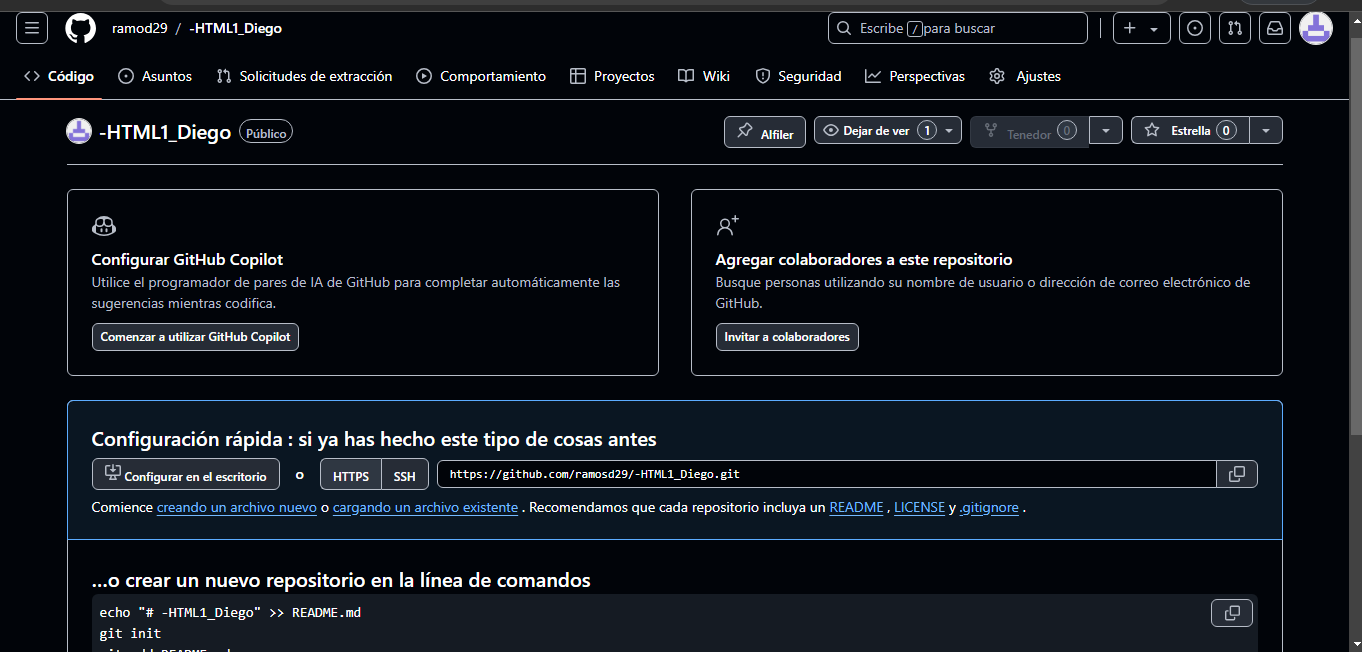 ramod29 / -HTML1_Diego
Escribe / para buscar
Código Asuntos Solicitudes de extracción Comportamiento Proyectos Wiki Seguridad Perspectivas Ajustes
-HTML1_Diego Público
Alfiler Dejar de ver 1 Tenedor 0 Estrella 0
Configurar GitHub Copilot
Utilice el programador de pares de IA de GitHub para completar automáticamente las
sugerencias mientras codifica.
Comenzar a utilizar GitHub Copilot
Agregar colaboradores a este repositorio
Busque personas utilizando su nombre de usuario o dirección de correo electrónico de
GitHub.
Invitar a colaboradores
Configuración rápida : si ya has hecho este tipo de cosas antes
Configurar en el escritorio o HTTPS SSH https://github.com/ramosd29/-HTML1_Diego.git
Comience creando un archivo nuevo o cargando un archivo existente . Recomendamos que cada repositorio incluya un README , LICENSE y .gitignore .
...o crear un nuevo repositorio en la línea de comandos
echo "# -HTML1_Diego" >> README.md
git init